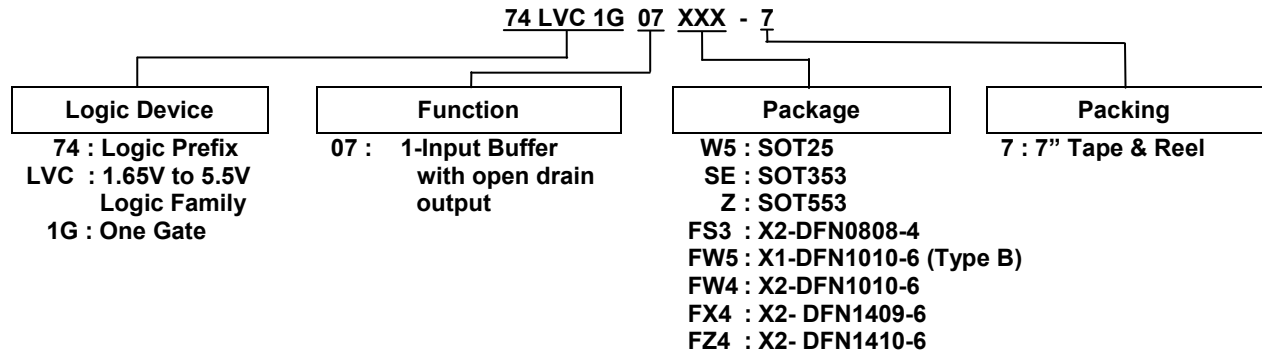 74 LVC 1G 07 XXX - 7
Logic Device
74 : Logic Prefix
LVC : 1.65V to 5.5V
Logic Family
1G : One Gate
Function
07 : 1-Input Buffer
with open drain
output
Package
W5 : SOT25
SE : SOT353
Z : SOT553
FS3 : X2-DFN0808-4
FW5 : X1-DFN1010-6 (Type B)
FW4 : X2-DFN1010-6
FX4 : X2- DFN1409-6
FZ4 : X2- DFN1410-6
Packing
7 : 7” Tape & Reel